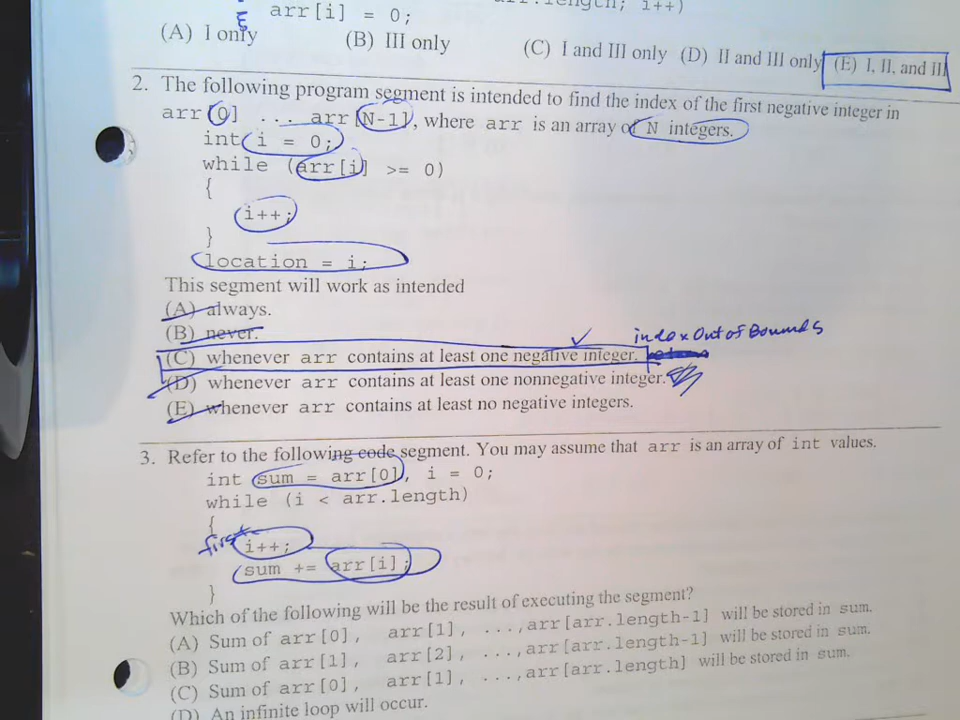 arr.length; i++)
arr[i] = 0;
(A) I only (B) III only (C) I and III only (D) II and III only (E) I, II, and III
2. The following program segment is intended to find the index of the first negative integer in
arr[0] ... arr[N-1], where arr is an array of N integers.
int i = 0;
while (arr[i] >= 0)
{
i++;
}
location = i;
This segment will work as intended
(A) always.
(B) never.
index Out of Bounds
(C) whenever arr contains at least one negative integer.
(D) whenever arr contains at least one nonnegative integer.
(E) whenever arr contains at least no negative integers.
3. Refer to the following code segment. You may assume that arr is an array of int values.
int sum = arr[0], i = 0;
while (i < arr.length)
{
first i++;
sum += arr[i];
}
Which of the following will be the result of executing the segment?
(A) Sum of arr[0], arr[1], ...,arr[arr.length-1] will be stored in sum.
(B) Sum of arr[1], arr[2], ...,arr[arr.length-1] will be stored in sum.
(C) Sum of arr[0], arr[1], ...,arr[arr.length] will be stored in sum.
(D) An infinite loop will occur.